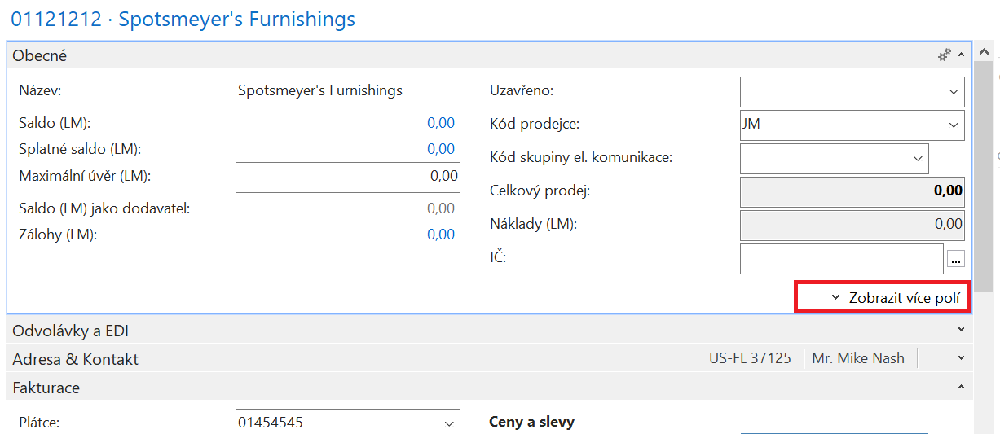 01121212 · Spotsmeyer's Furnishings
Obecné
Název: Spotsmeyer's Furnishings
Saldo (LM): 0,00
Splatné saldo (LM): 0,00
Maximální úvěr (LM): 0,00
Saldo (LM) jako dodavatel: 0,00
Zálohy (LM): 0,00
Uzavřeno:
Kód prodejce: JM
Kód skupiny el. komunikace:
Celkový prodej: 0,00
Náklady (LM): 0,00
IČ: ...
Zobrazit více polí
Odvolávky a EDI
Adresa & Kontakt US-FL 37125 Mr. Mike Nash
Fakturace
Plátce: 01454545
Ceny a slevy